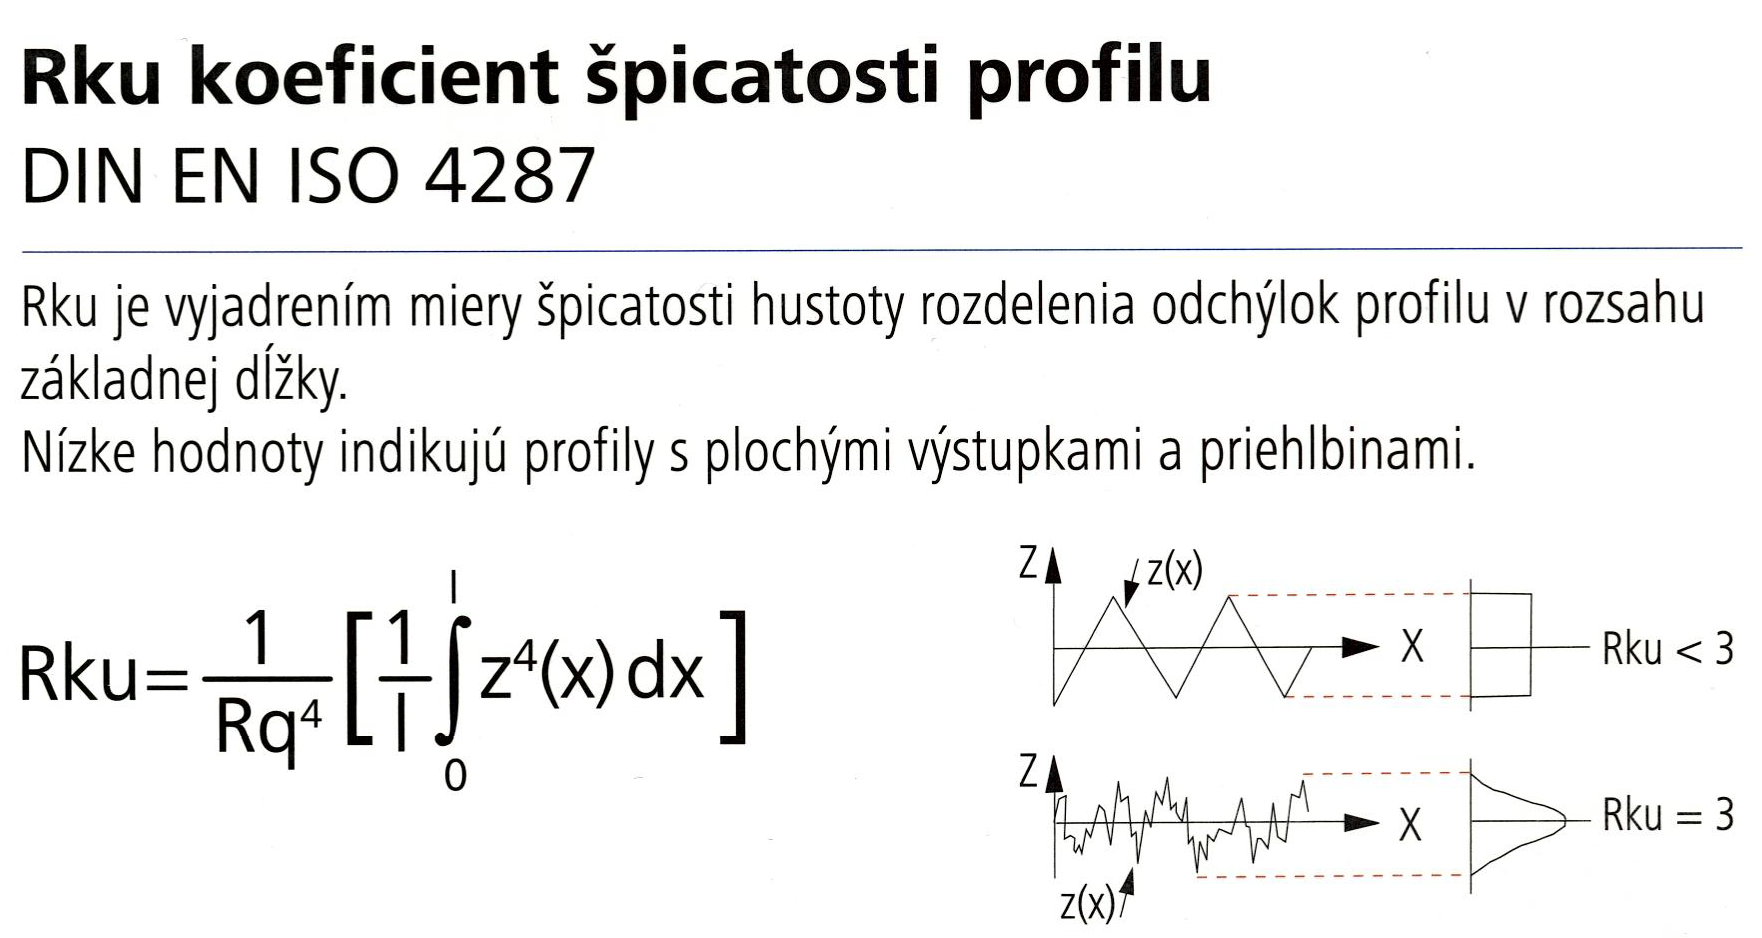 Rku koeficient špicatosti profilu
DIN EN ISO 4287
Rku je vyjadrením miery špicatosti hustoty rozdelenia odchýlok profilu v rozsahu
základnej dĺžky.
Nízke hodnoty indikujú profily s plochými výstupkami a priehlbinami.
Rku = 1/Rq⁴ [ 1/l ∫₀ˡ z⁴(x) dx ]
Z z(x)
X Rku < 3
Z
X Rku = 3
z(x)